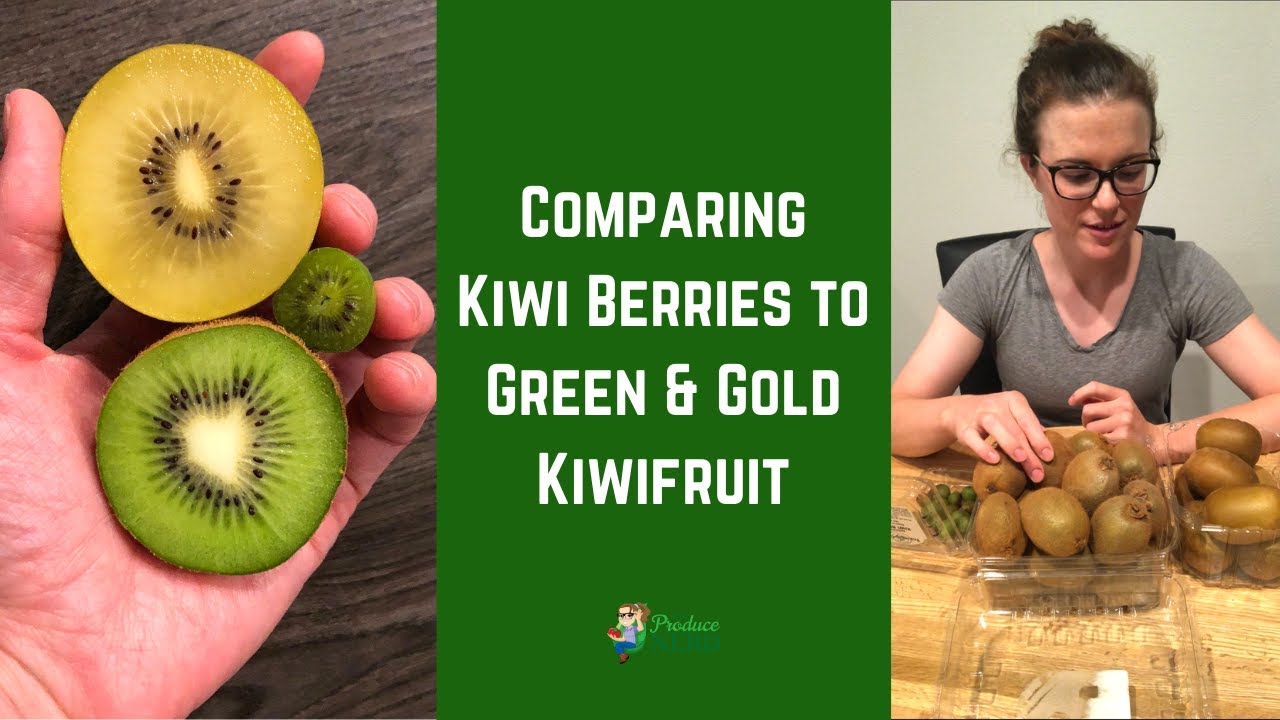 Comparing
Kiwi Berries to
Green & Gold
Kiwifruit
Produce